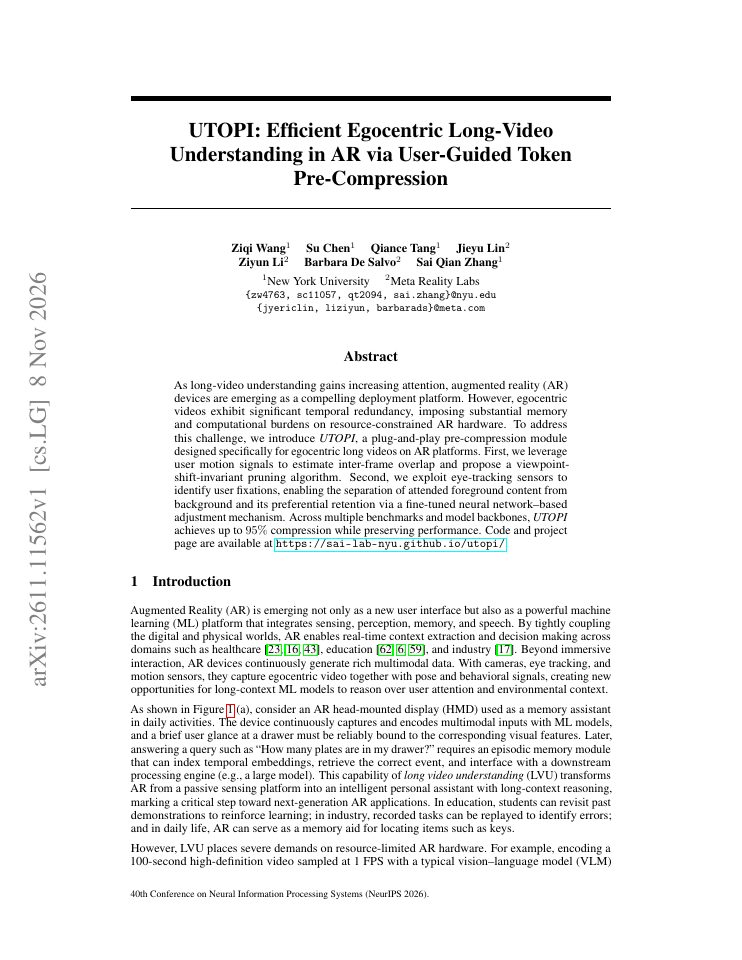 arXiv:2611.11562v1 [cs.LG] 8 Nov 2026
UTOPI: Efficient Egocentric Long-Video
Understanding in AR via User-Guided Token
Pre-Compression
Ziqi Wang1 Su Chen1 Qiance Tang1 Jieyu Lin2
Ziyun Li2 Barbara De Salvo2 Sai Qian Zhang1
1New York University 2Meta Reality Labs
{zw4763, sc11057, qt2094, sai.zhang}@nyu.edu
{jyericlin, liziyun, barbarads}@meta.com
Abstract
As long-video understanding gains increasing attention, augmented reality (AR)
devices are emerging as a compelling deployment platform. However, egocentric
videos exhibit significant temporal redundancy, imposing substantial memory
and computational burdens on resource-constrained AR hardware. To address
this challenge, we introduce UTOPI, a plug-and-play pre-compression module
designed specifically for egocentric long videos on AR platforms. First, we leverage
user motion signals to estimate inter-frame overlap and propose a viewpoint-
shift-invariant pruning algorithm. Second, we exploit eye-tracking sensors to
identify user fixations, enabling the separation of attended foreground content from
background and its preferential retention via a fine-tuned neural network–based
adjustment mechanism. Across multiple benchmarks and model backbones, UTOPI
achieves up to 95% compression while preserving performance. Code and project
page are available at https://sai-lab-nyu.github.io/utopi/
1 Introduction
Augmented Reality (AR) is emerging not only as a new user interface but also as a powerful machine
learning (ML) platform that integrates sensing, perception, memory, and speech. By tightly coupling
the digital and physical worlds, AR enables real-time context extraction and decision making across
domains such as healthcare [23, 16, 43], education [62, 6, 59], and industry [17]. Beyond immersive
interaction, AR devices continuously generate rich multimodal data. With cameras, eye tracking, and
motion sensors, they capture egocentric video together with pose and behavioral signals, creating new
opportunities for long-context ML models to reason over user attention and environmental context.
As shown in Figure 1 (a), consider an AR head-mounted display (HMD) used as a memory assistant
in daily activities. The device continuously captures and encodes multimodal inputs with ML models,
and a brief user glance at a drawer must be reliably bound to the corresponding visual features. Later,
answering a query such as “How many plates are in my drawer?” requires an episodic memory module
that can index temporal embeddings, retrieve the correct event, and interface with a downstream
processing engine (e.g., a large model). This capability of long video understanding (LVU) transforms
AR from a passive sensing platform into an intelligent personal assistant with long-context reasoning,
marking a critical step toward next-generation AR applications. In education, students can revisit past
demonstrations to reinforce learning; in industry, recorded tasks can be replayed to identify errors;
and in daily life, AR can serve as a memory aid for locating items such as keys.
However, LVU places severe demands on resource-limited AR hardware. For example, encoding a
100-second high-definition video sampled at 1 FPS with a typical vision–language model (VLM)
40th Conference on Neural Information Processing Systems (NeurIPS 2026).